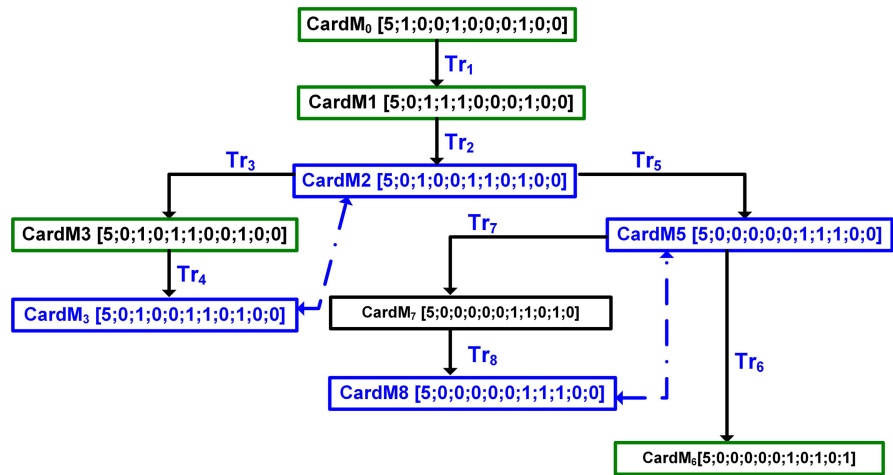 CardM₀ [5;1;0;0;1;0;0;0;1;0;0]
Tr₁
CardM1 [5;0;1;1;1;0;0;0;1;0;0]
Tr₂
Tr₃
Tr₅
CardM2 [5;0;1;0;0;1;1;0;1;0;0]
CardM3 [5;0;1;0;1;1;0;0;1;0;0]
Tr₇
CardM5 [5;0;0;0;0;0;1;1;1;0;0]
Tr₄
CardM₃ [5;0;1;0;0;1;1;0;1;0;0]
CardM₇ [5;0;0;0;0;0;1;1;0;1;0]
Tr₈
Tr₆
CardM8 [5;0;0;0;0;0;1;1;1;0;0]
CardM₆[5;0;0;0;0;0;1;0;1;0;1]